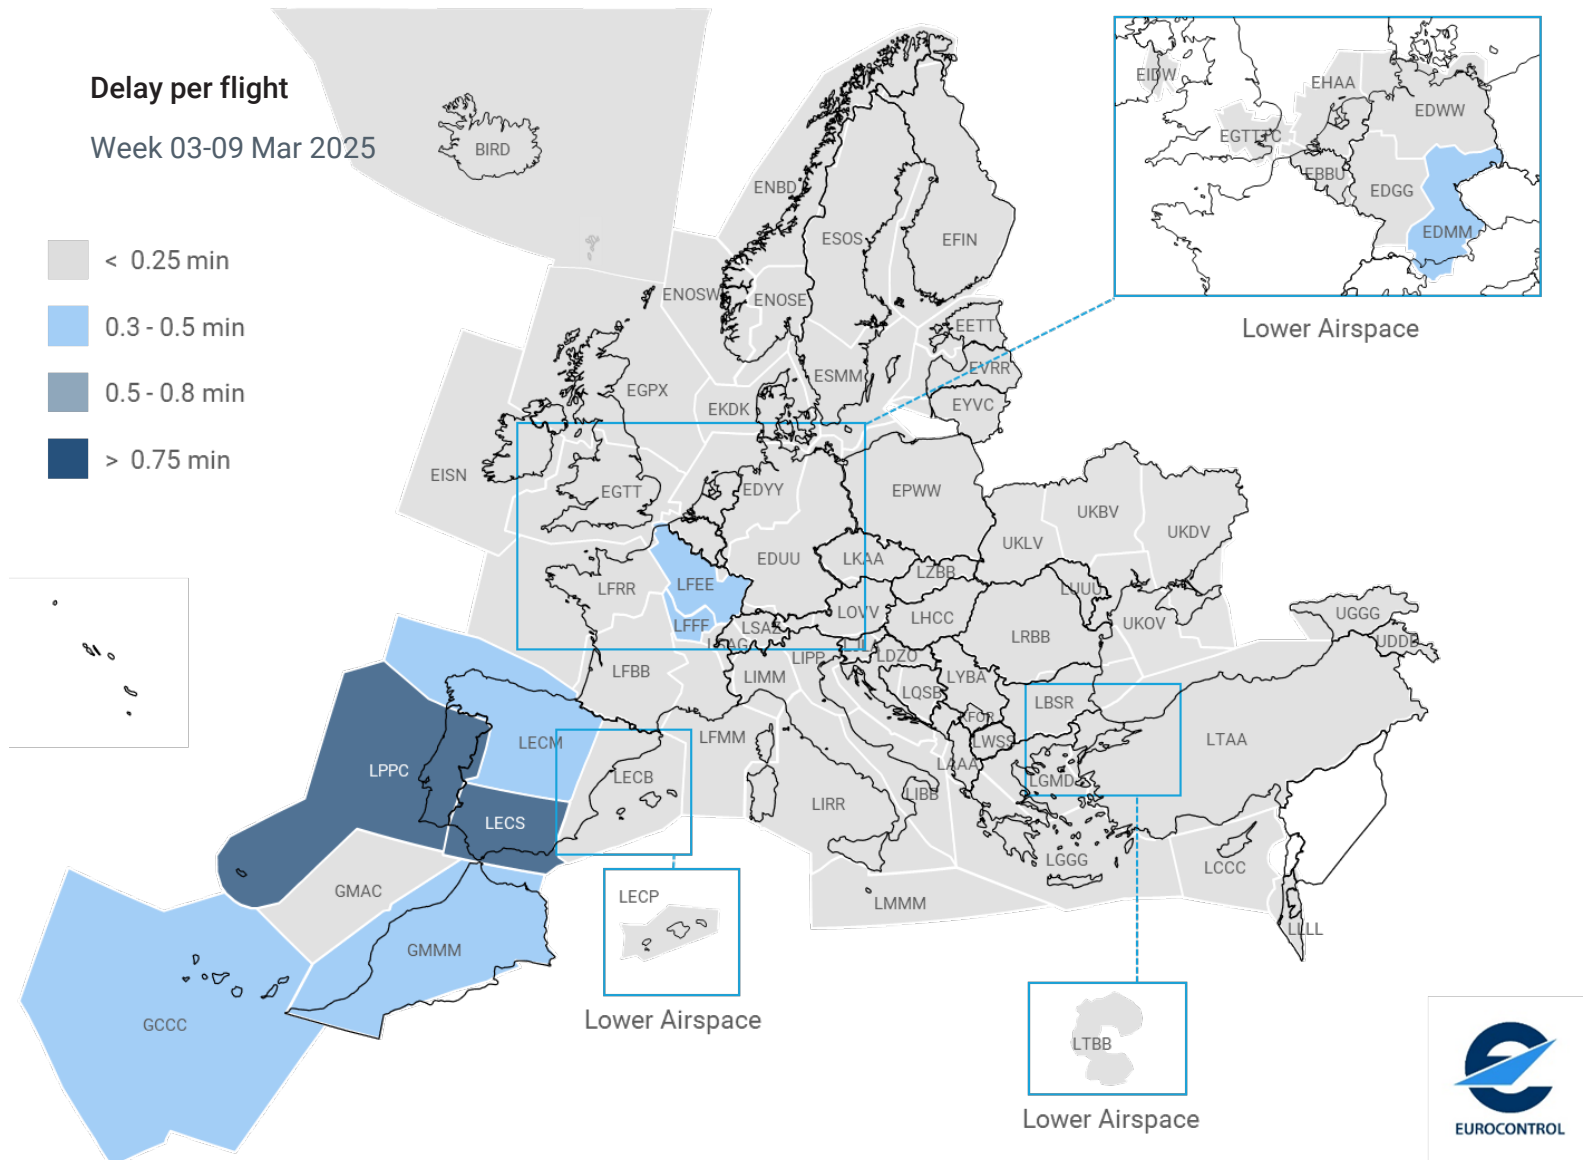 Delay per flight
Week 03-09 Mar 2025
< 0.25 min
0.3 - 0.5 min
0.5 - 0.8 min
> 0.75 min
BIRD
ENBD
ESOS
EFIN
ENOSW
ENOSE
EETT
EVRR
ESMM
EGPX
EKDK
EYVC
EISN
EGTT
EDYY
EPWW
UKBV
UKLV
UKDV
EDUU
LKAA
LZBB
LFEE
LFRR
LUUU
LOVV
LHCC
UKOV
UGGG
LFFF
LSAZ
LSAG
LRBB
UDDD
LJLA
LDZO
LIPP
LFBB
LIMM
LYBA
LQSB
LBSR
KFOR
LFMM
LECM
LWSS
LTAA
LPPC
LECB
LAAA
LGMD
LIBB
LIRR
LECS
LGGG
LCCC
GMAC
LMMM
LLLL
GMMM
GCCC
EIDW
EHAA
EDWW
EGTTTC
EBBU
EDGG
EDMM
Lower Airspace
LECP
Lower Airspace
LTBB
Lower Airspace
EUROCONTROL